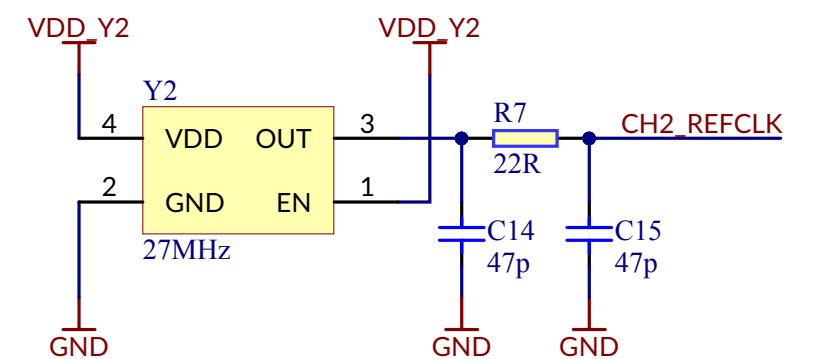 VDD_Y2
VDD_Y2
Y2
4
VDD
OUT
3
R7
CH2_REFCLK
22R
2
GND
EN
1
27MHz
C14
47p
C15
47p
GND
GND
GND